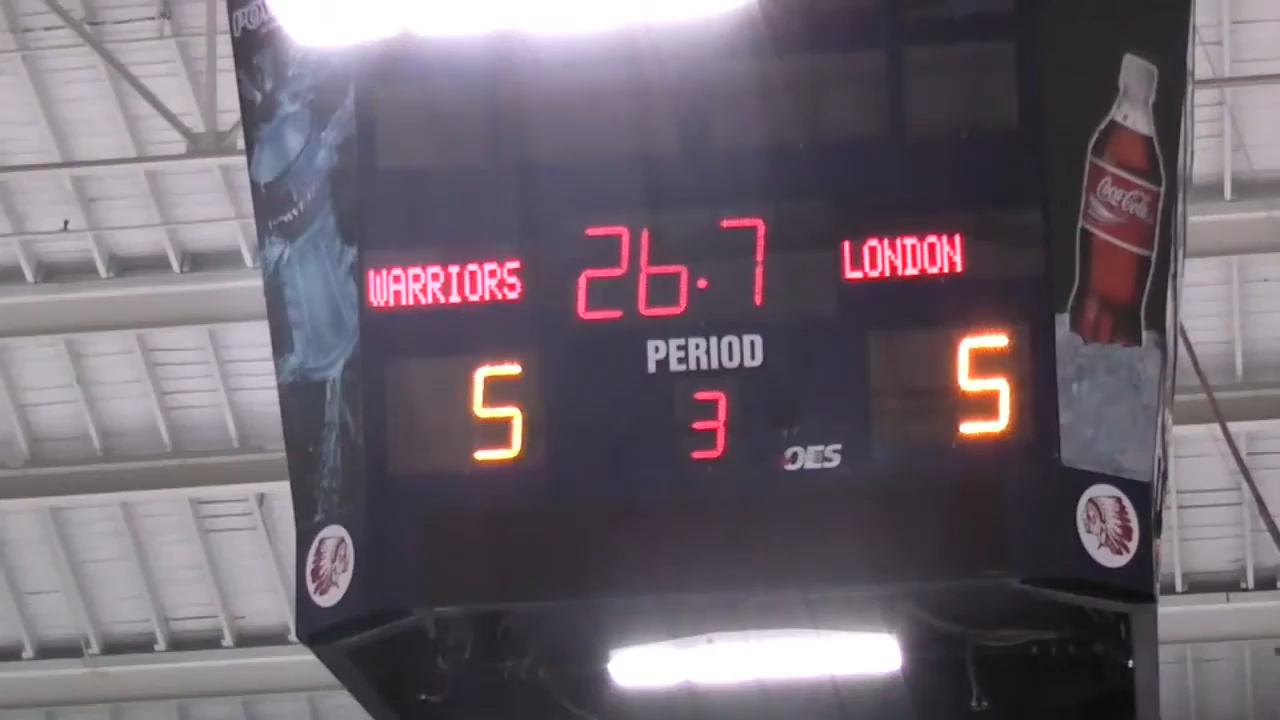 WARRIORS 26.7 LONDON
PERIOD
5 3 5
OES
Coca-Cola